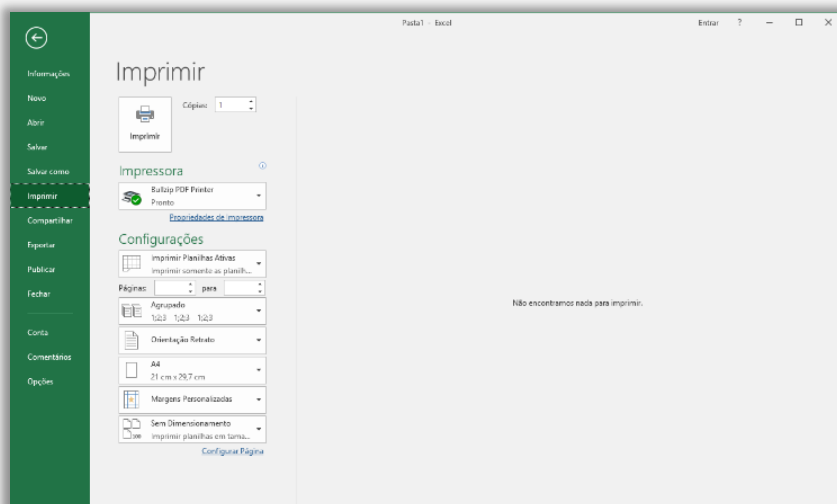 Pasta1 - Excel
Entrar ?
Informações
Novo
Abrir
Salvar
Salvar como
Imprimir
Compartilhar
Exportar
Publicar
Fechar
Conta
Comentários
Opções
Imprimir
Cópias: 1
Imprimir
Impressora
Bullzip PDF Printer
Pronto
Propriedades de Impressora
Configurações
Imprimir Planilhas Ativas
Imprimir somente as planilh...
Páginas: para
Agrupado
1;2;3 1;2;3 1;2;3
Orientação Retrato
A4
21 cm x 29,7 cm
Margens Personalizadas
Sem Dimensionamento
Imprimir planilhas em tama...
Configurar Página
Não encontramos nada para imprimir.